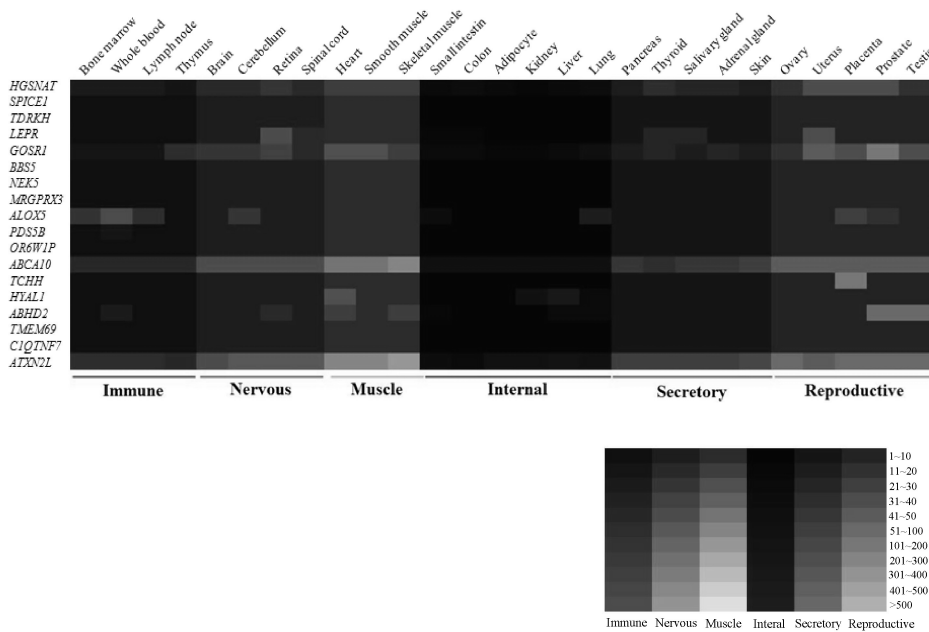 Bone marrow Whole blood Lymph node Thymus Brain Cerebellum Retina Spinal cord Heart Smooth muscle Skeletal muscle Small intestin Colon Adipocyte Kidney Liver Lung Pancreas Thyroid Salivary gland Adrenal gland Skin Ovary Uterus Placenta Prostate Testis
HGSNAT
SPICE1
TDRKH
LEPR
GOSR1
BBS5
NEK5
MRGPRX3
ALOX5
PDS5B
OR6W1P
ABCA10
TCHH
HYAL1
ABHD2
TMEM69
C1QTNF7
ATXN2L
Immune Nervous Muscle Internal Secretory Reproductive
1~10
11~20
21~30
31~40
41~50
51~100
101~200
201~300
301~400
401~500
>500
Immune Nervous Muscle Interal Secretory Reproductive